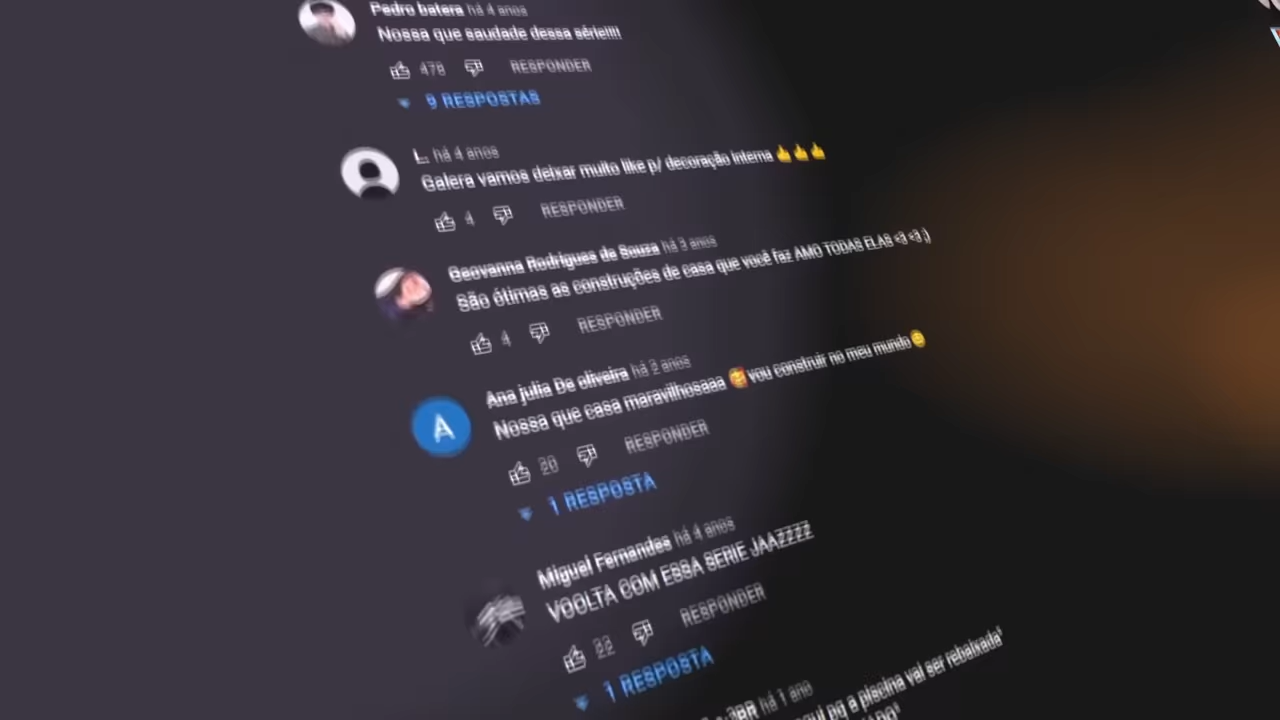 Pedro batera há 4 anos
Nossa que saudade dessa série!!!!
478 RESPONDER
9 RESPOSTAS
L. há 4 anos
Galera vamos deixar muito like p/ decoração interna 👍👍👍
4 RESPONDER
Geovanna Rodrigues de Souza há 3 anos
São ótimas as construções de casa que você faz AMO TODAS ELAS <3 <3 )
4 RESPONDER
Ana julia De oliveira há 2 anos
Nossa que casa maravilhosaaa 🥰 vou construir no meu mundo
A
20 RESPONDER
1 RESPOSTA
Miguel Fernandes há 4 anos
VOOLTA COM ESSA SERIE JAAZZZZ
22 RESPONDER
1 RESPOSTA
há 1 ano
pq a piscina vai ser rebaixada"